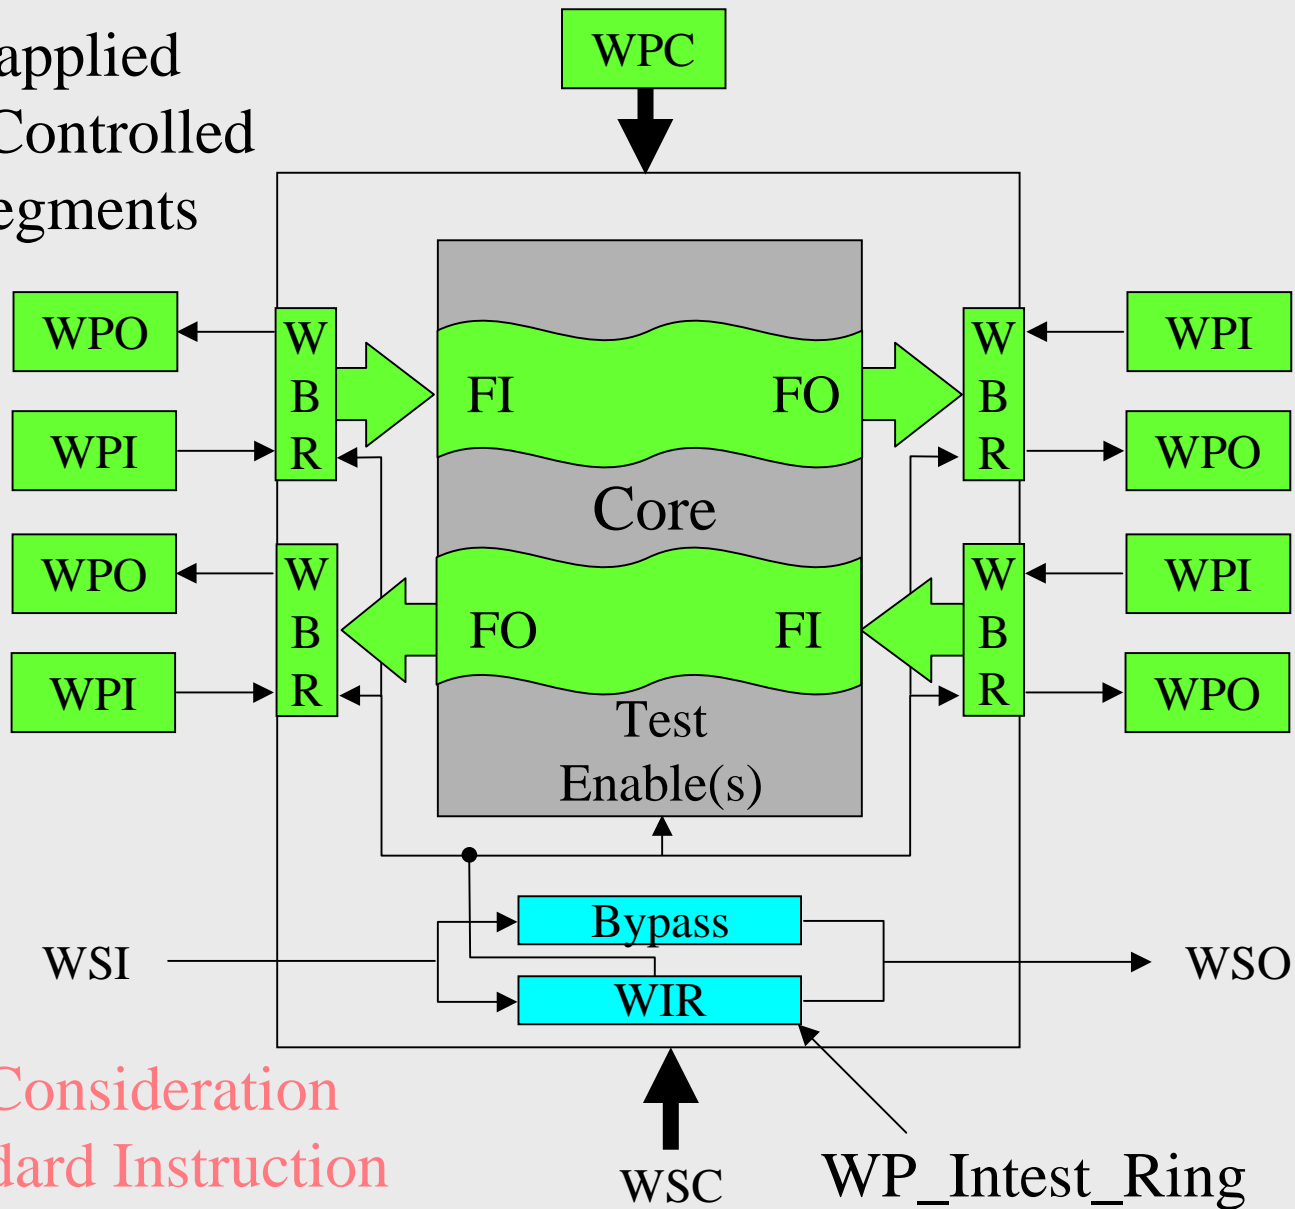 applied
Controlled
egments
WPC
WPO
WPI
WPO
WPI
W
B
R
W
B
R
FI
FO
Core
FO
FI
Test
Enable(s)
W
B
R
W
B
R
WPI
WPO
WPI
WPO
WSI
Bypass
WIR
WSO
Consideration
dard Instruction
WSC
WP_Intest_Ring